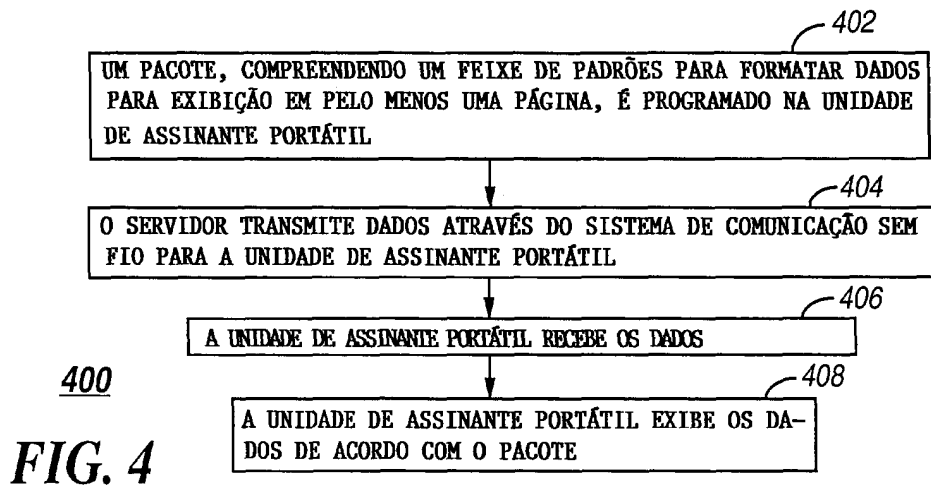 402
UM PACOTE, COMPREENDENDO UM FEIXE DE PADRÕES PARA FORMATAR DADOS
PARA EXIBIÇÃO EM PELO MENOS UMA PÁGINA, É PROGRAMADO NA UNIDADE
DE ASSINANTE PORTÁTIL
404
O SERVIDOR TRANSMITE DADOS ATRAVÉS DO SISTEMA DE COMUNICAÇÃO SEM
FIO PARA A UNIDADE DE ASSINANTE PORTÁTIL
406
A UNIDADE DE ASSINANTE PORTÁTIL RECEBE OS DADOS
408
A UNIDADE DE ASSINANTE PORTÁTIL EXIBE OS DA-
DOS DE ACORDO COM O PACOTE
400
FIG. 4